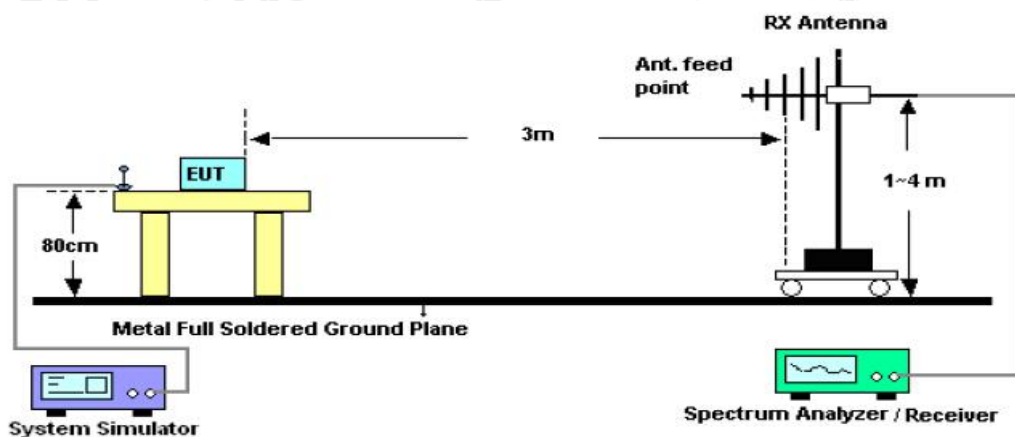 RX Antenna
Ant. feed
point
3m
EUT
1~4 m
80cm
Metal Full Soldered Ground Plane
System Simulator
Spectrum Analyzer / Receiver